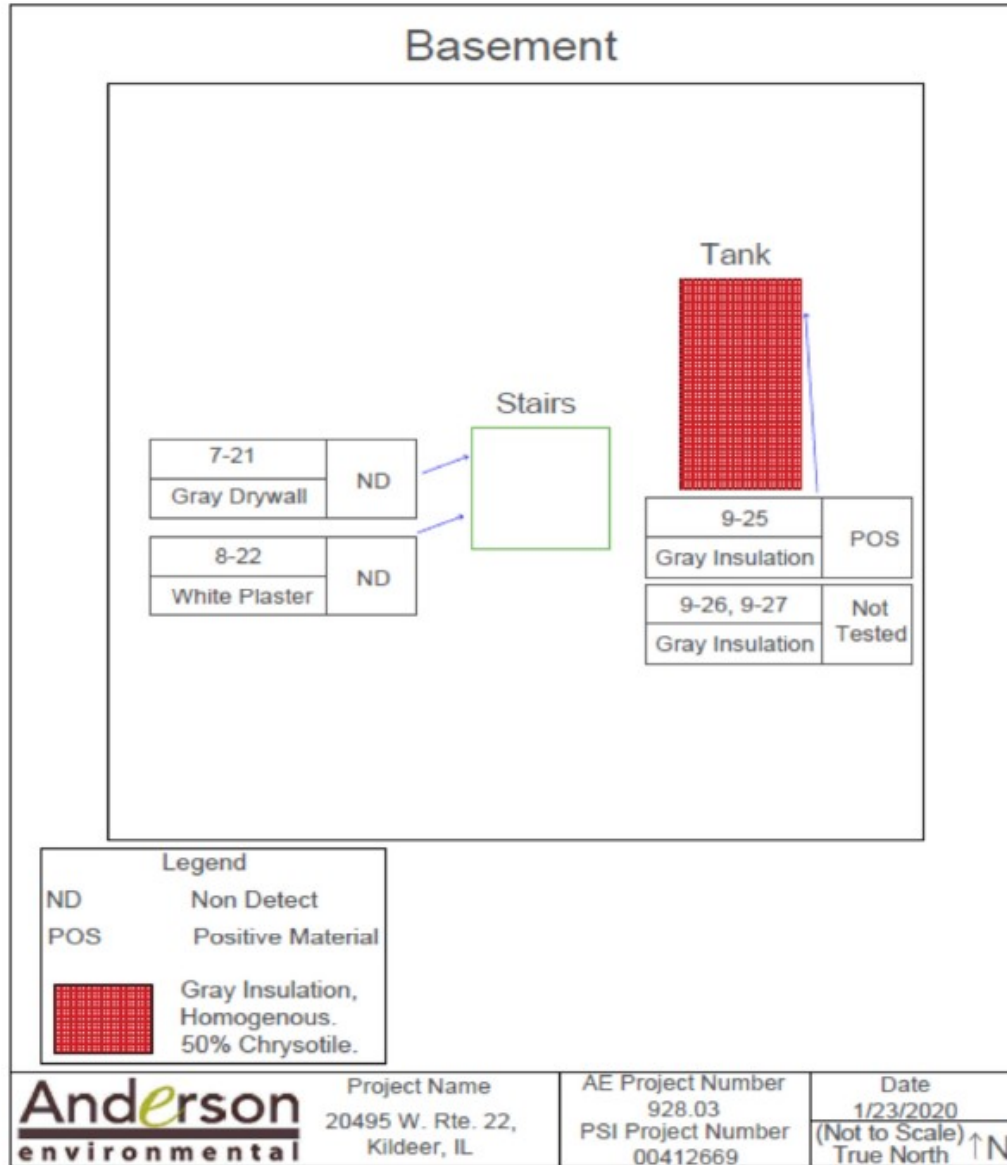 Basement
Tank
Stairs
7-21
Gray Drywall
ND
8-22
White Plaster
ND
9-25
Gray Insulation
POS
9-26, 9-27
Gray Insulation
Not
Tested
Legend
ND Non Detect
POS Positive Material
Gray Insulation,
Homogenous.
50% Chrysotile.
Anderson
environmental
Project Name
20495 W. Rte. 22,
Kildeer, IL
AE Project Number
928.03
PSI Project Number
00412669
Date
1/23/2020
(Not to Scale)
True North ↑N